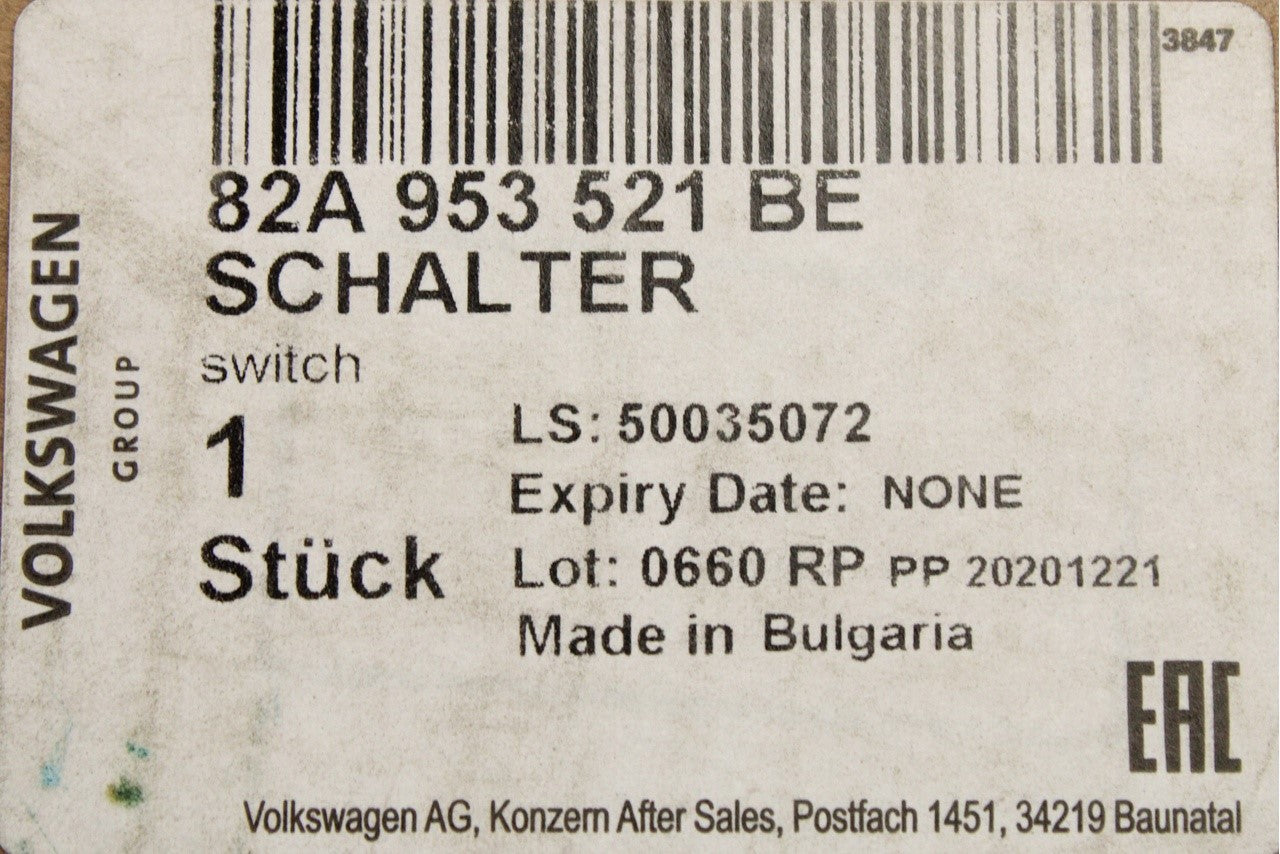 3847
82A 953 521 BE
SCHALTER
switch
1
Stück
LS: 50035072
Expiry Date: NONE
Lot: 0660 RP PP 20201221
Made in Bulgaria
EAC
VOLKSWAGEN
GROUP
Volkswagen AG, Konzern After Sales, Postfach 1451, 34219 Baunatal